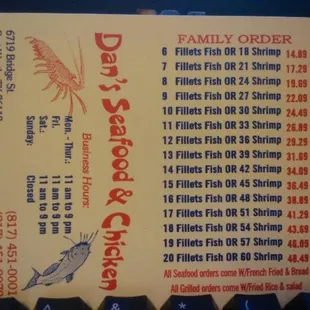 Dan's Seafood & Chicken
6719 Bridge St.
(817) 451-0001
Business Hours:
Mon. - Thur.: 11 am to 9 pm
Fri.: 11 am to 9 pm
Sat.: 11 am to 9 pm
Sunday: Closed
FAMILY ORDER
6 Fillets Fish OR 18 Shrimp 14.89
7 Fillets Fish OR 21 Shrimp 17.29
8 Fillets Fish OR 24 Shrimp 19.69
9 Fillets Fish OR 27 Shrimp 22.09
10 Fillets Fish OR 30 Shrimp 24.49
11 Fillets Fish OR 33 Shrimp 26.89
12 Fillets Fish OR 36 Shrimp 29.29
13 Fillets Fish OR 39 Shrimp 31.69
14 Fillets Fish OR 42 Shrimp 34.09
15 Fillets Fish OR 45 Shrimp 36.49
16 Fillets Fish OR 48 Shrimp 38.89
17 Fillets Fish OR 51 Shrimp 41.29
18 Fillets Fish OR 54 Shrimp 43.69
19 Fillets Fish OR 57 Shrimp 46.09
20 Fillets Fish OR 60 Shrimp 48.49
All Seafood orders come W/French Fried & Bread
All Grilled orders come W/Fried Rice & salad